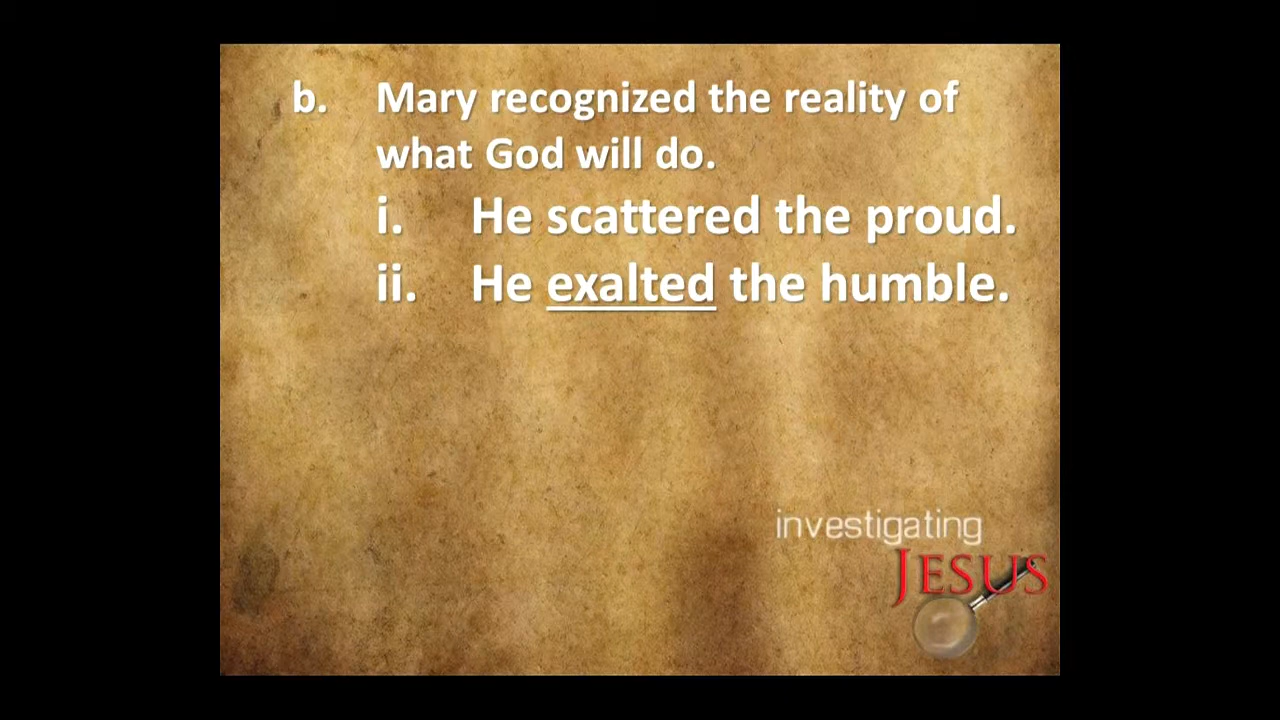 b. Mary recognized the reality of
what God will do.
i. He scattered the proud.
ii. He exalted the humble.
investigating
JESUS